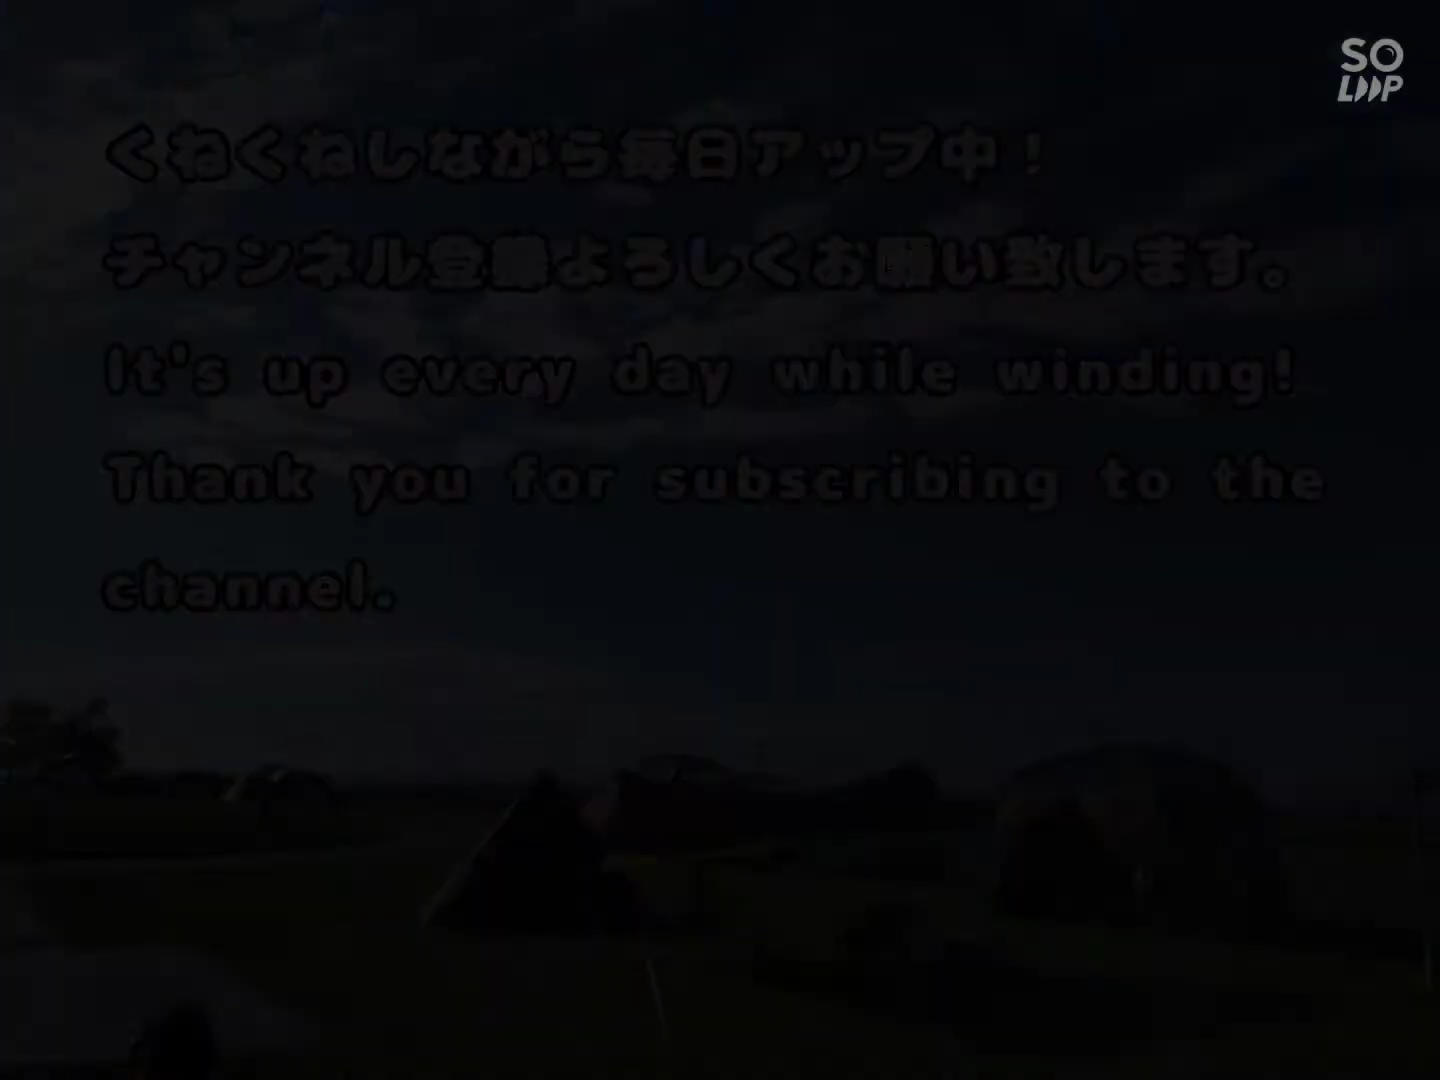 SO
LOOP
くねくねしながら毎日アップ中！
チャンネル登録よろしくお願い致します。
It's up every day while winding!
Thank you for subscribing to the
channel.